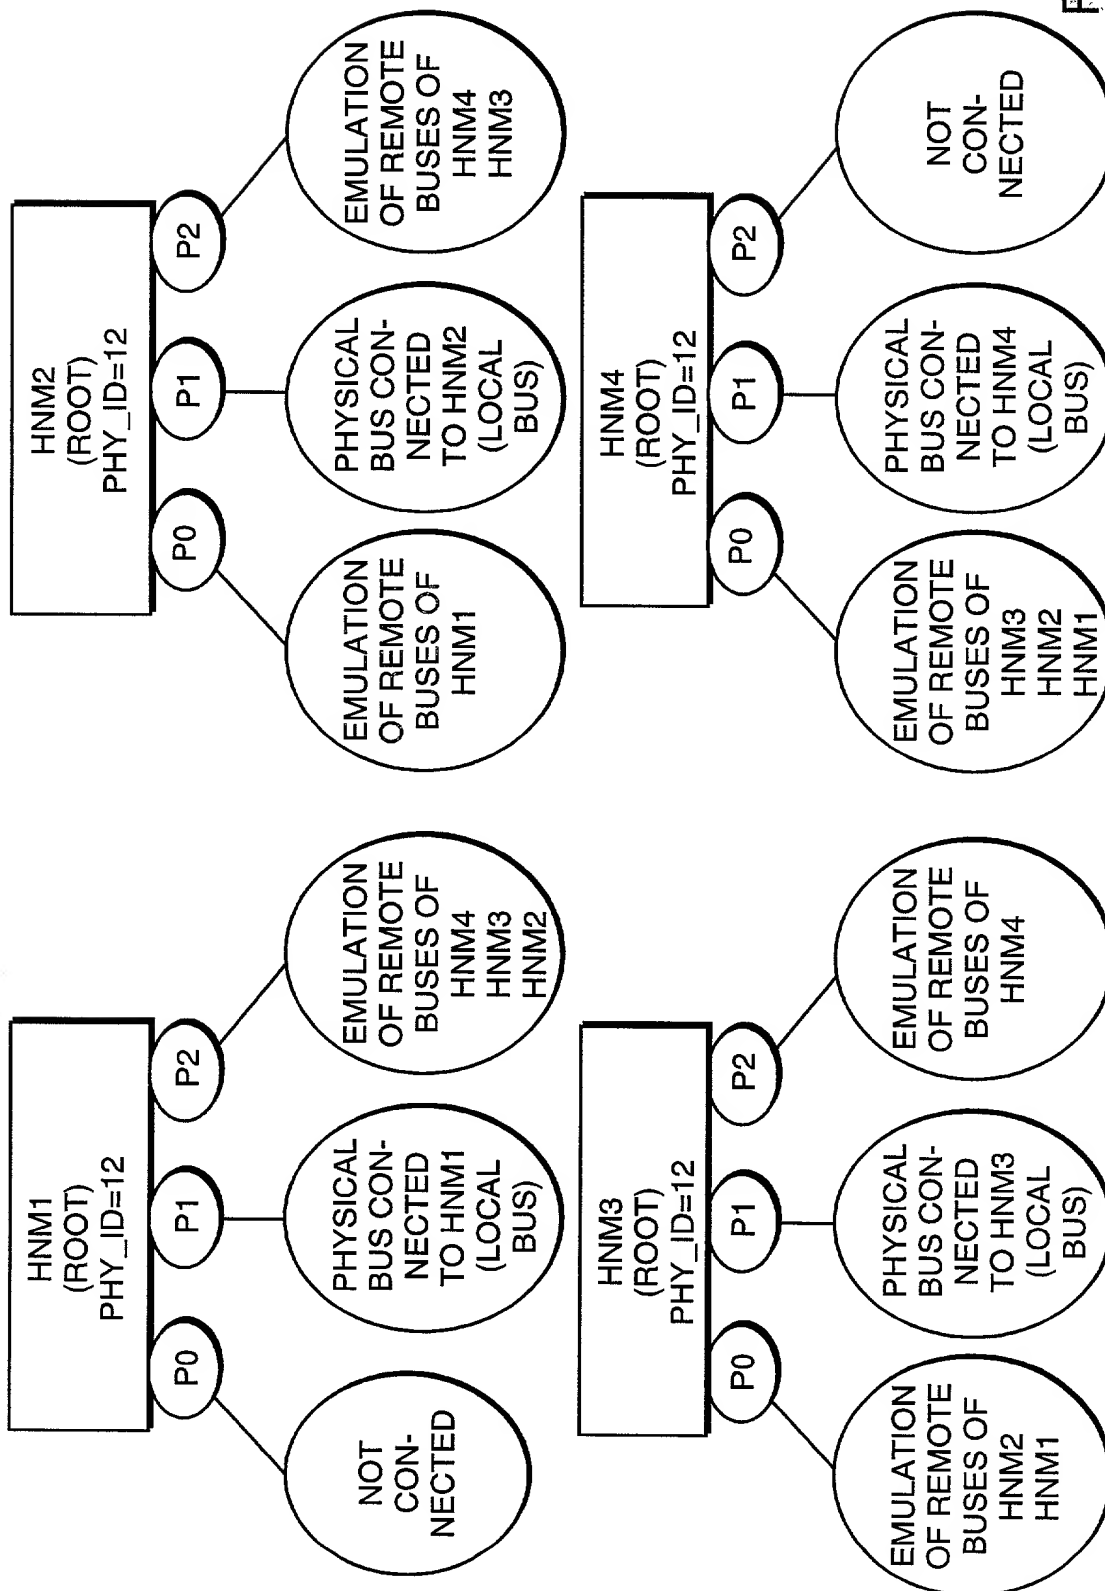 HNM1
(ROOT)
PHY_ID=12
P0
P1
P2
NOT
CON-
NECTED
PHYSICAL
BUS CON-
NECTED
TO HNM1
(LOCAL
BUS)
EMULATION
OF REMOTE
BUSES OF
HNM4
HNM3
HNM2
HNM2
(ROOT)
PHY_ID=12
P0
P1
P2
EMULATION
OF REMOTE
BUSES OF
HNM1
PHYSICAL
BUS CON-
NECTED
TO HNM2
(LOCAL
BUS)
EMULATION
OF REMOTE
BUSES OF
HNM4
HNM3
HNM3
(ROOT)
PHY_ID=12
P0
P1
P2
EMULATION
OF REMOTE
BUSES OF
HNM2
HNM1
PHYSICAL
BUS CON-
NECTED
TO HNM3
(LOCAL
BUS)
EMULATION
OF REMOTE
BUSES OF
HNM4
HNM4
(ROOT)
PHY_ID=12
P0
P1
P2
EMULATION
OF REMOTE
BUSES OF
HNM3
HNM2
HNM1
PHYSICAL
BUS CON-
NECTED
TO HNM4
(LOCAL
BUS)
NOT
CON-
NECTED